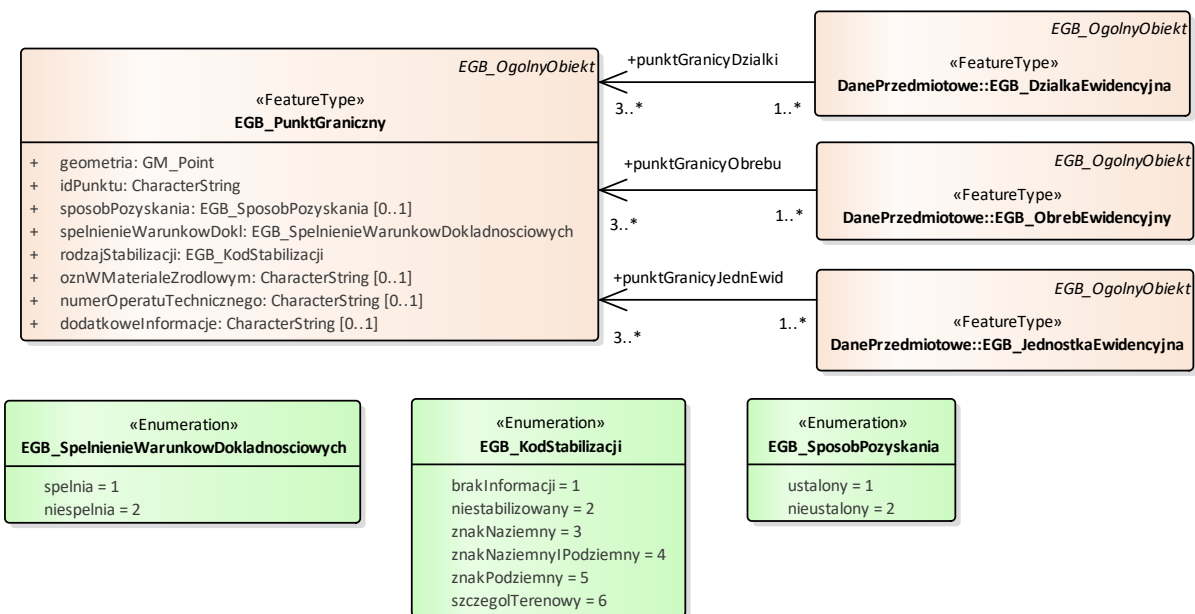 EGB_OgolnyObiekt
«FeatureType»
EGB_PunktGraniczny
+ geometria: GM_Point
+ idPunktu: CharacterString
+ sposobPozyskania: EGB_SposobPozyskania [0..1]
+ spelnienieWarunkowDokl: EGB_SpelnienieWarunkowDokladnosciowych
+ rodzajStabilizacji: EGB_KodStabilizacji
+ oznWMaterialeZrodlowym: CharacterString [0..1]
+ numerOperatuTechnicznego: CharacterString [0..1]
+ dodatkoweInformacje: CharacterString [0..1]
+punktGranicyDzialki
3..* 1..*
EGB_OgolnyObiekt
«FeatureType»
DanePrzedmiotowe::EGB_DzialkaEwidencyjna
+punktGranicyObrebu
3..* 1..*
EGB_OgolnyObiekt
«FeatureType»
DanePrzedmiotowe::EGB_ObrebEwidencyjny
+punktGranicyJednEwid
3..* 1..*
EGB_OgolnyObiekt
«FeatureType»
DanePrzedmiotowe::EGB_JednostkaEwidencyjna
«Enumeration»
EGB_SpelnienieWarunkowDokladnosciowych
spelnia = 1
niespelnia = 2
«Enumeration»
EGB_KodStabilizacji
brakInformacji = 1
niestabilizowany = 2
znakNaziemny = 3
znakNaziemnyIPodziemny = 4
znakPodziemny = 5
szczegolTerenowy = 6
«Enumeration»
EGB_SposobPozyskania
ustalony = 1
nieustalony = 2